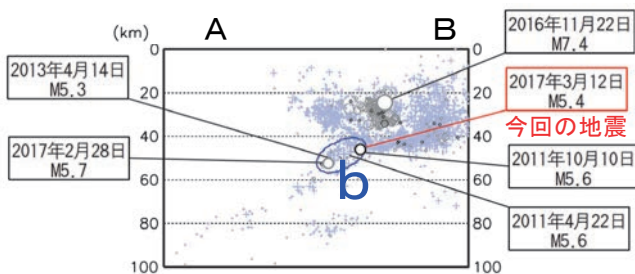 A B
(km)
0 0
20 20
40 40
60 60
80 80
100 100
2013年4月14日
M5.3
2017年2月28日
M5.7
b
2016年11月22日
M7.4
2017年3月12日
M5.4
今回の地震
2011年10月10日
M5.6
2011年4月22日
M5.6